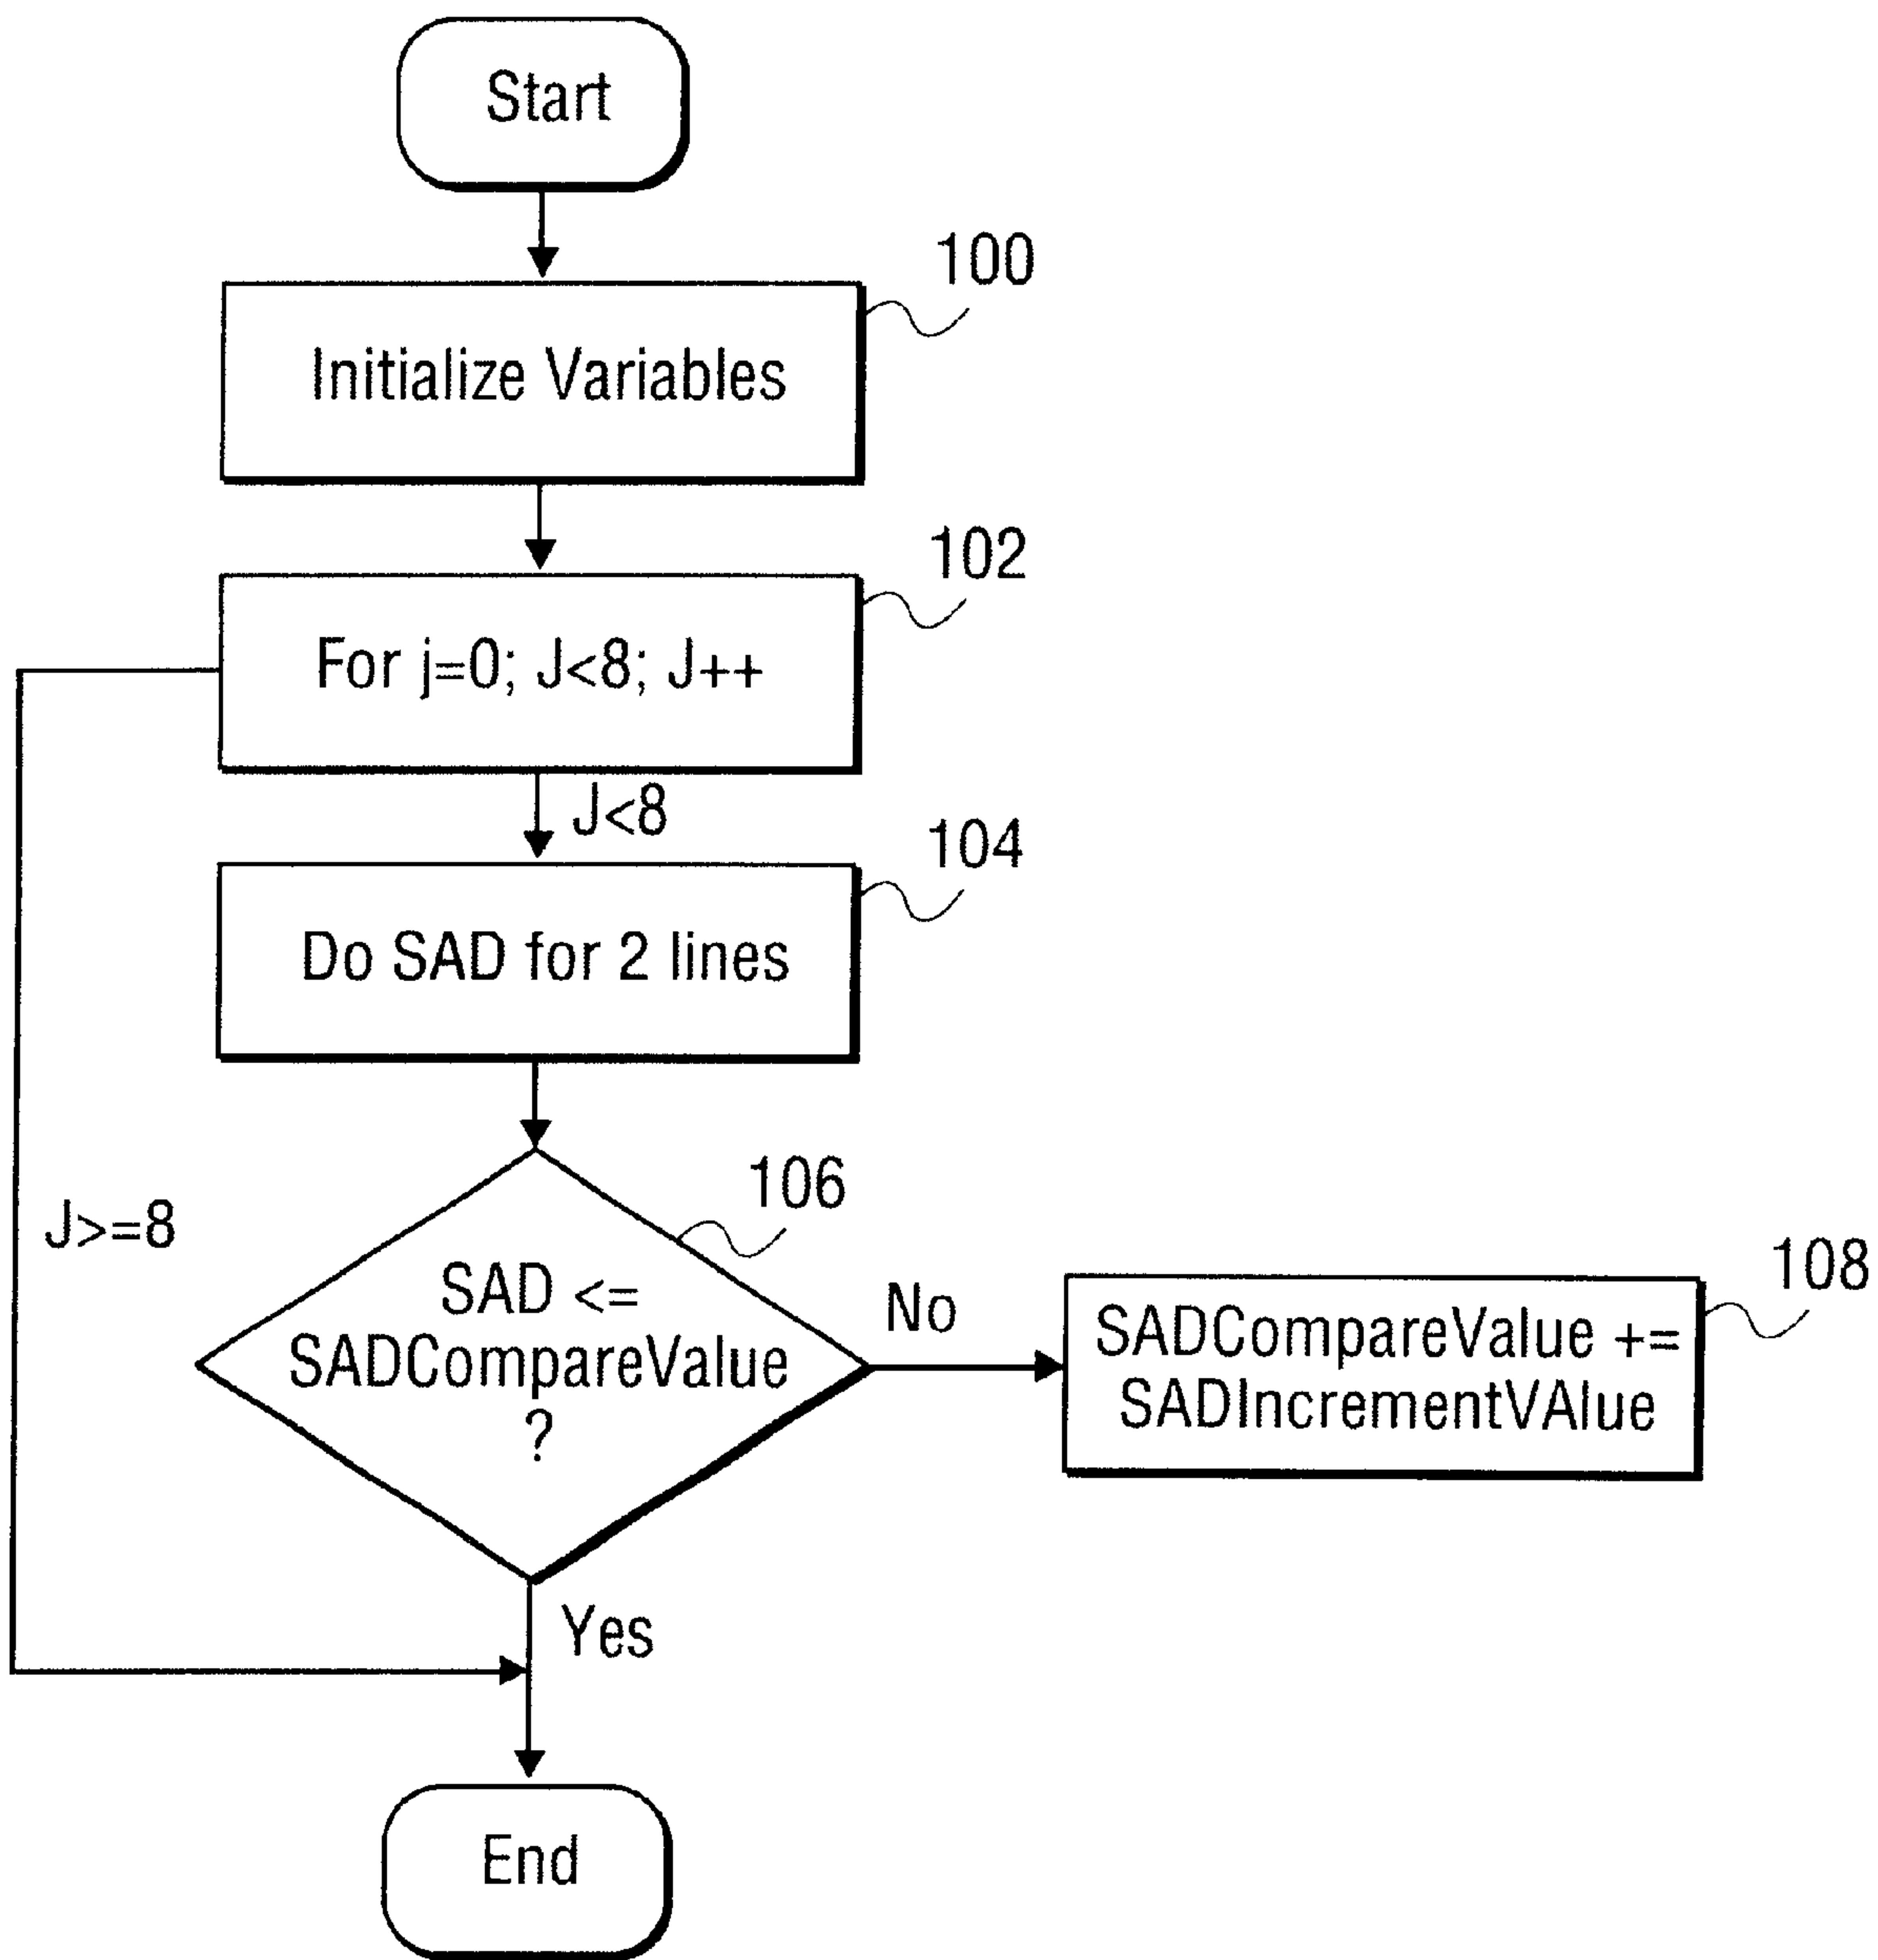 Start
100
Initialize Variables
102
For j=0; J<8; J++
J<8
104
Do SAD for 2 lines
106
J>=8
SAD <=
SADCompareValue
?
No
108
SADCompareValue +=
SADIncrementVAlue
Yes
End